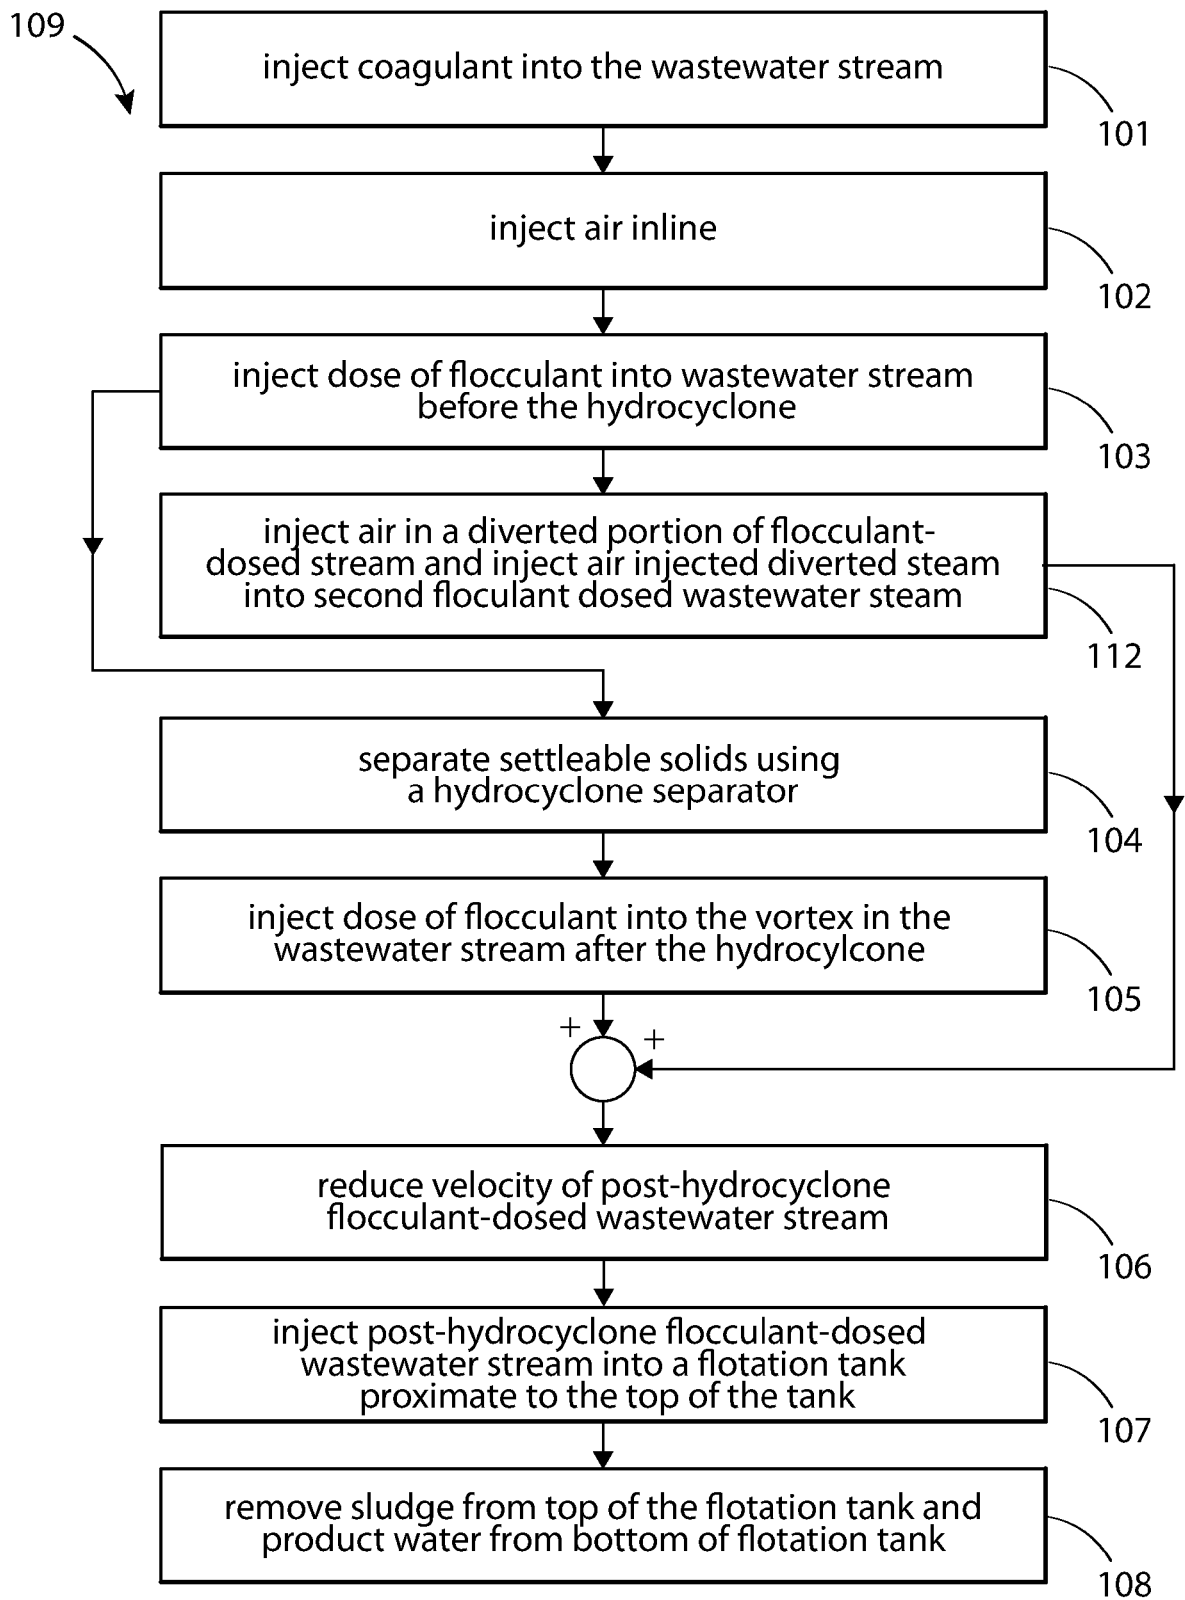 109
inject coagulant into the wastewater stream
101
inject air inline
102
inject dose of flocculant into wastewater stream
before the hydrocyclone
103
inject air in a diverted portion of flocculant-
dosed stream and inject air injected diverted steam
into second floculant dosed wastewater steam
112
separate settleable solids using
a hydrocyclone separator
104
inject dose of flocculant into the vortex in the
wastewater stream after the hydrocylcone
105
+
+
reduce velocity of post-hydrocyclone
flocculant-dosed wastewater stream
106
inject post-hydrocyclone flocculant-dosed
wastewater stream into a flotation tank
proximate to the top of the tank
107
remove sludge from top of the flotation tank and
product water from bottom of flotation tank
108